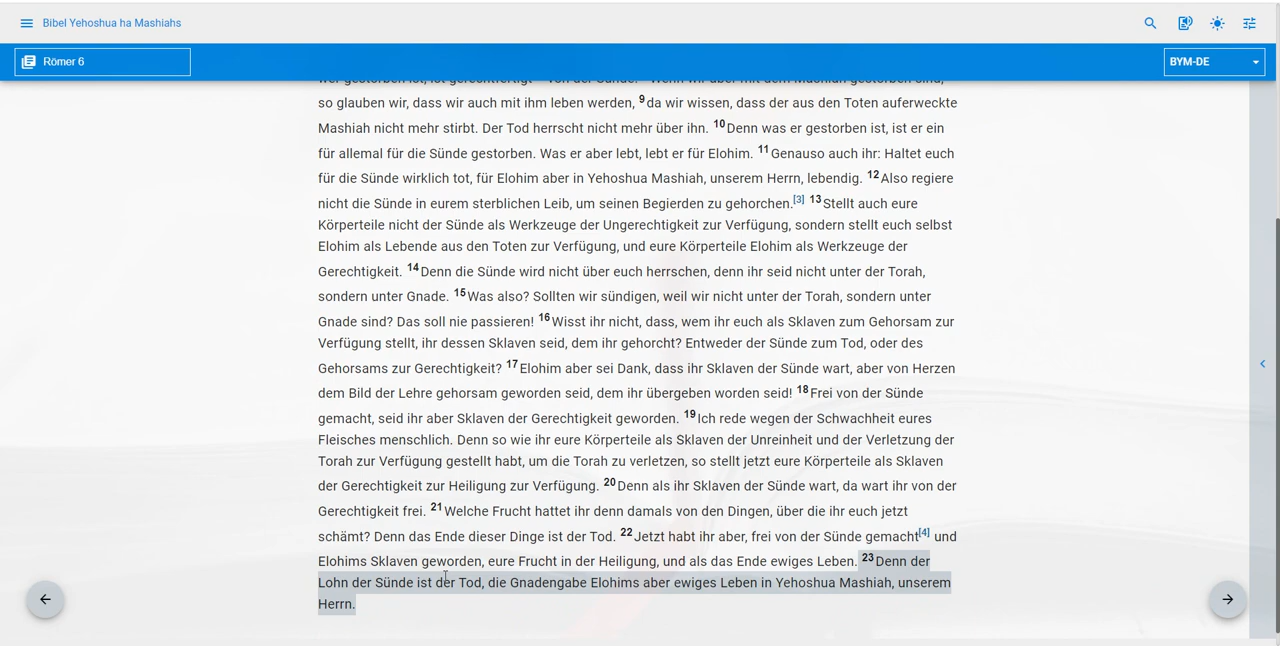 Bibel Yehoshua ha Mashiahs
Römer 6
BYM-DE
so glauben wir, dass wir auch mit ihm leben werden, 9 da wir wissen, dass der aus den Toten auferweckte
Mashiah nicht mehr stirbt. Der Tod herrscht nicht mehr über ihn. 10 Denn was er gestorben ist, ist er ein
für allemal für die Sünde gestorben. Was er aber lebt, lebt er für Elohim. 11 Genauso auch ihr: Haltet euch
für die Sünde wirklich tot, für Elohim aber in Yehoshua Mashiah, unserem Herrn, lebendig. 12 Also regiere
nicht die Sünde in eurem sterblichen Leib, um seinen Begierden zu gehorchen.[3] 13 Stellt auch eure
Körperteile nicht der Sünde als Werkzeuge der Ungerechtigkeit zur Verfügung, sondern stellt euch selbst
Elohim als Lebende aus den Toten zur Verfügung, und eure Körperteile Elohim als Werkzeuge der
Gerechtigkeit. 14 Denn die Sünde wird nicht über euch herrschen, denn ihr seid nicht unter der Torah,
sondern unter Gnade. 15 Was also? Sollten wir sündigen, weil wir nicht unter der Torah, sondern unter
Gnade sind? Das soll nie passieren! 16 Wisst ihr nicht, dass, wem ihr euch als Sklaven zum Gehorsam zur
Verfügung stellt, ihr dessen Sklaven seid, dem ihr gehorcht? Entweder der Sünde zum Tod, oder des
Gehorsams zur Gerechtigkeit? 17 Elohim aber sei Dank, dass ihr Sklaven der Sünde wart, aber von Herzen
dem Bild der Lehre gehorsam geworden seid, dem ihr übergeben worden seid! 18 Frei von der Sünde
gemacht, seid ihr aber Sklaven der Gerechtigkeit geworden. 19 Ich rede wegen der Schwachheit eures
Fleisches menschlich. Denn so wie ihr eure Körperteile als Sklaven der Unreinheit und der Verletzung der
Torah zur Verfügung gestellt habt, um die Torah zu verletzen, so stellt jetzt eure Körperteile als Sklaven
der Gerechtigkeit zur Heiligung zur Verfügung. 20 Denn als ihr Sklaven der Sünde wart, da wart ihr von der
Gerechtigkeit frei. 21 Welche Frucht hattet ihr denn damals von den Dingen, über die ihr euch jetzt
schämt? Denn das Ende dieser Dinge ist der Tod. 22 Jetzt habt ihr aber, frei von der Sünde gemacht[4] und
Elohims Sklaven geworden, eure Frucht in der Heiligung, und als das Ende ewiges Leben. 23 Denn der
Lohn der Sünde ist der Tod, die Gnadengabe Elohims aber ewiges Leben in Yehoshua Mashiah, unserem
Herrn.